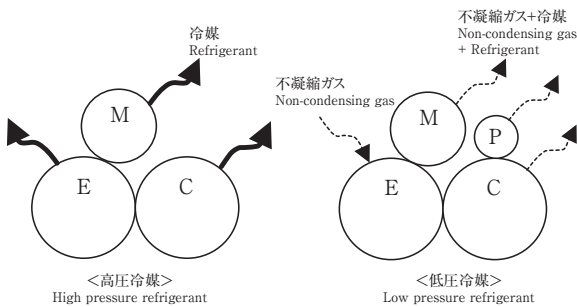 冷媒
Refrigerant
M
E
C
<高圧冷媒>
High pressure refrigerant
不凝縮ガス+冷媒
Non-condensing gas
+ Refrigerant
不凝縮ガス
Non-condensing gas
M
P
E
C
<低圧冷媒>
Low pressure refrigerant